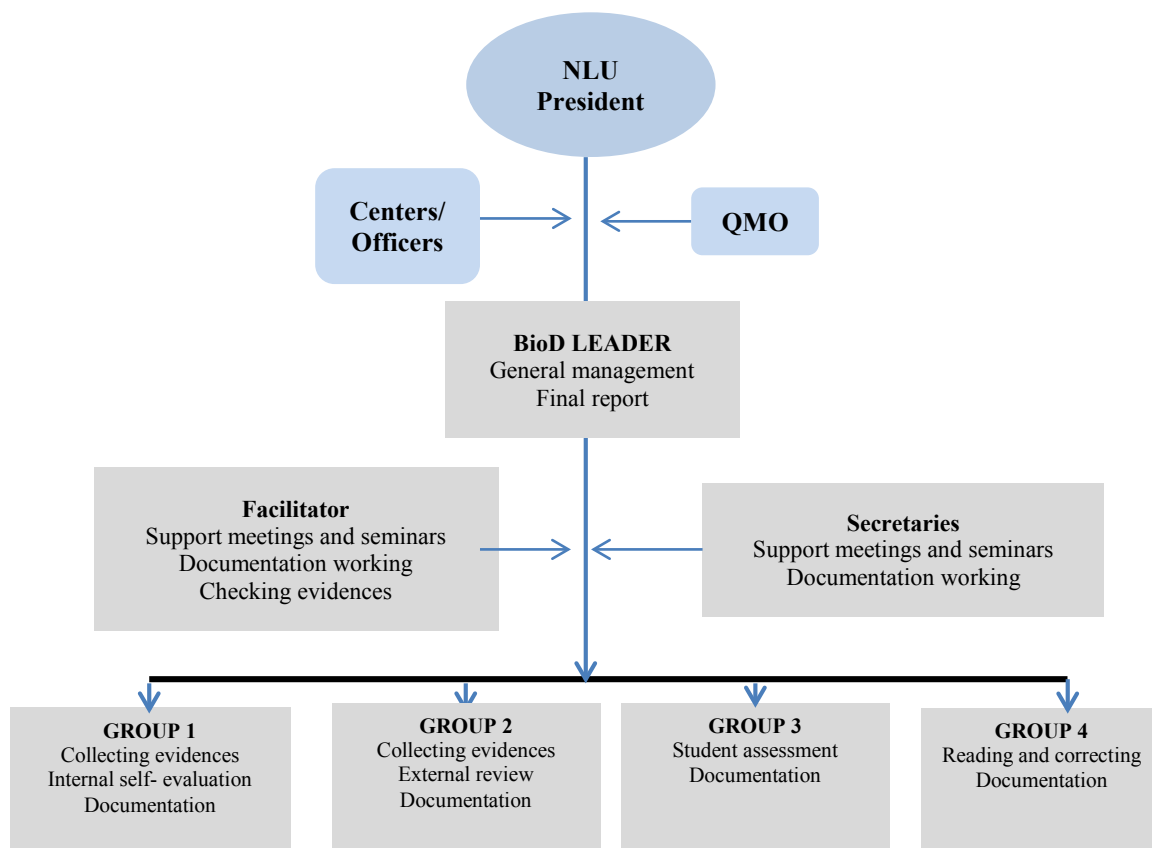 NLU
President
Centers/
Officers
QMO
BioD LEADER
General management
Final report
Facilitator
Support meetings and seminars
Documentation working
Checking evidences
Secretaries
Support meetings and seminars
Documentation working
GROUP 1
Collecting evidences
Internal self- evaluation
Documentation
GROUP 2
Collecting evidences
External review
Documentation
GROUP 3
Student assessment
Documentation
GROUP 4
Reading and correcting
Documentation